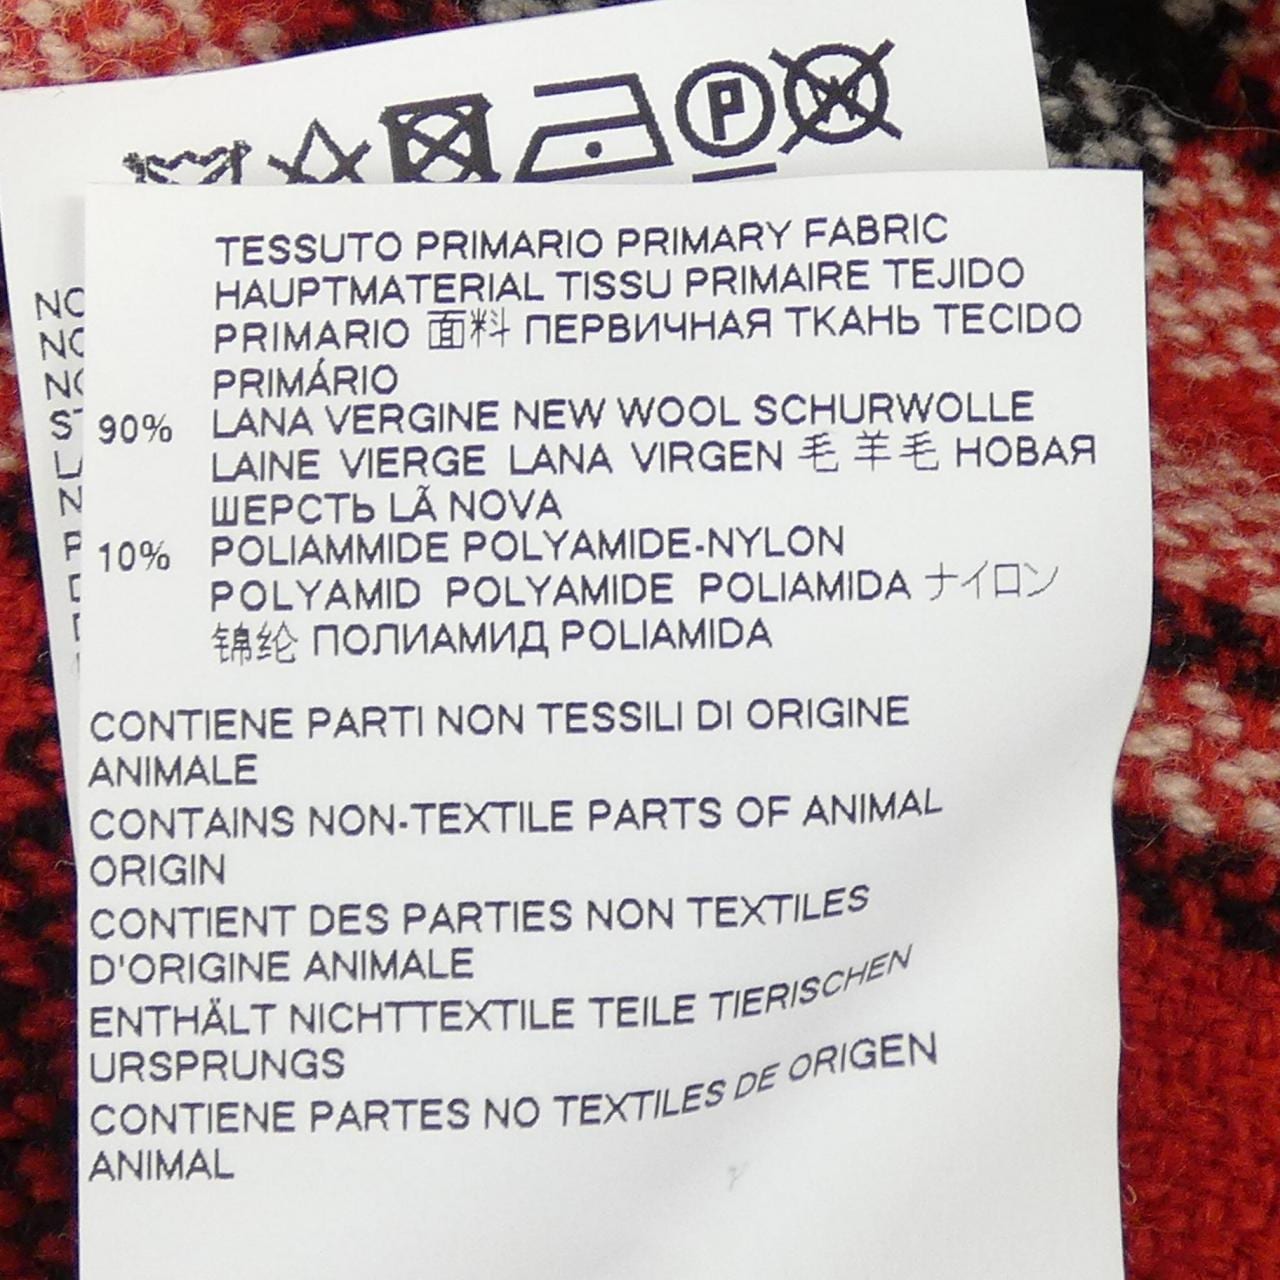 P
TESSUTO PRIMARIO PRIMARY FABRIC
HAUPTMATERIAL TISSU PRIMAIRE TEJIDO
PRIMARIO 面料 ПЕРВИЧНАЯ ТКАНЬ TECIDO
PRIMÁRIO
90% LANA VERGINE NEW WOOL SCHURWOLLE
LAINE VIERGE LANA VIRGEN 毛 羊毛 НОВАЯ
ШЕРСТЬ LÃ NOVA
10% POLIAMMIDE POLYAMIDE-NYLON
POLYAMID POLYAMIDE POLIAMIDA ナイロン
锦纶 ПОЛИАМИД POLIAMIDA
CONTIENE PARTI NON TESSILI DI ORIGINE
ANIMALE
CONTAINS NON-TEXTILE PARTS OF ANIMAL
ORIGIN
CONTIENT DES PARTIES NON TEXTILES
D'ORIGINE ANIMALE
ENTHÄLT NICHTTEXTILE TEILE TIERISCHEN
URSPRUNGS
CONTIENE PARTES NO TEXTILES DE ORIGEN
ANIMAL